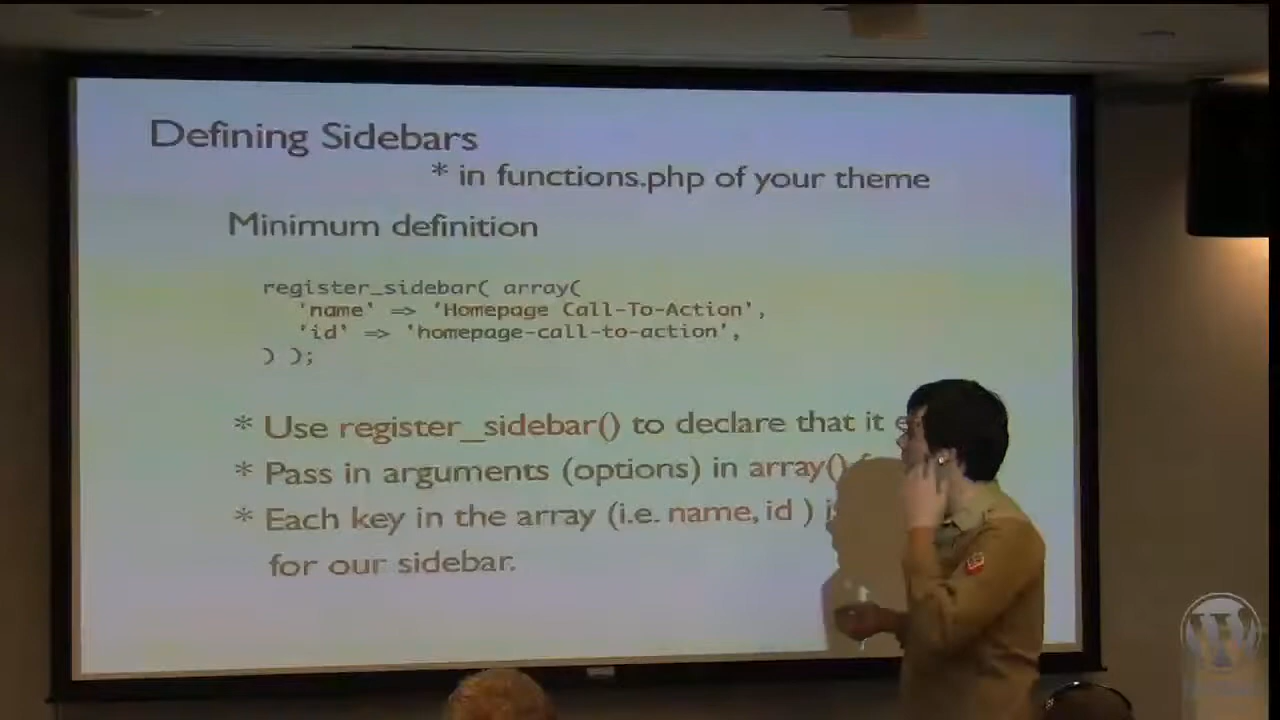 Defining Sidebars
* in functions.php of your theme
Minimum definition
register_sidebar( array(
'name' => 'Homepage Call-To-Action',
'id' => 'homepage-call-to-action',
) );
* Use register_sidebar() to declare that it
* Pass in arguments (options) in array()
* Each key in the array (i.e. name, id )
for our sidebar.